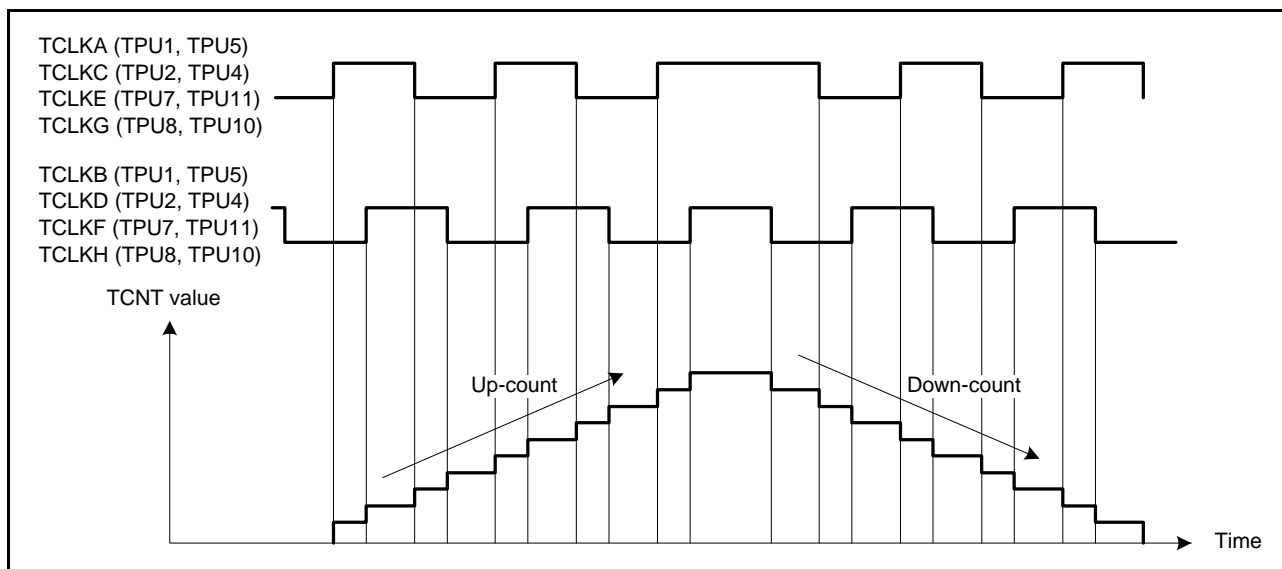 TCLKA (TPU1, TPU5)
TCLKC (TPU2, TPU4)
TCLKE (TPU7, TPU11)
TCLKG (TPU8, TPU10)
TCLKB (TPU1, TPU5)
TCLKD (TPU2, TPU4)
TCLKF (TPU7, TPU11)
TCLKH (TPU8, TPU10)
TCNT value
Up-count
Down-count
Time